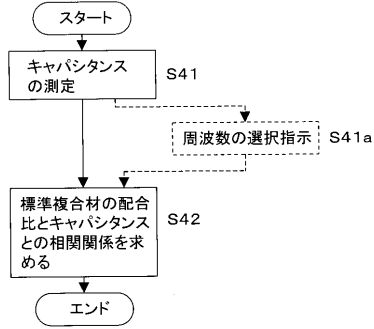 スタート
キャパシタンス
の測定
S41
周波数の選択指示
S41a
標準複合材の配合
比とキャパシタンス
との相関関係を求
める
S42
エンド